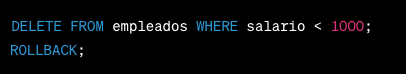 DELETE FROM empleados WHERE salario < 1000;
ROLLBACK;